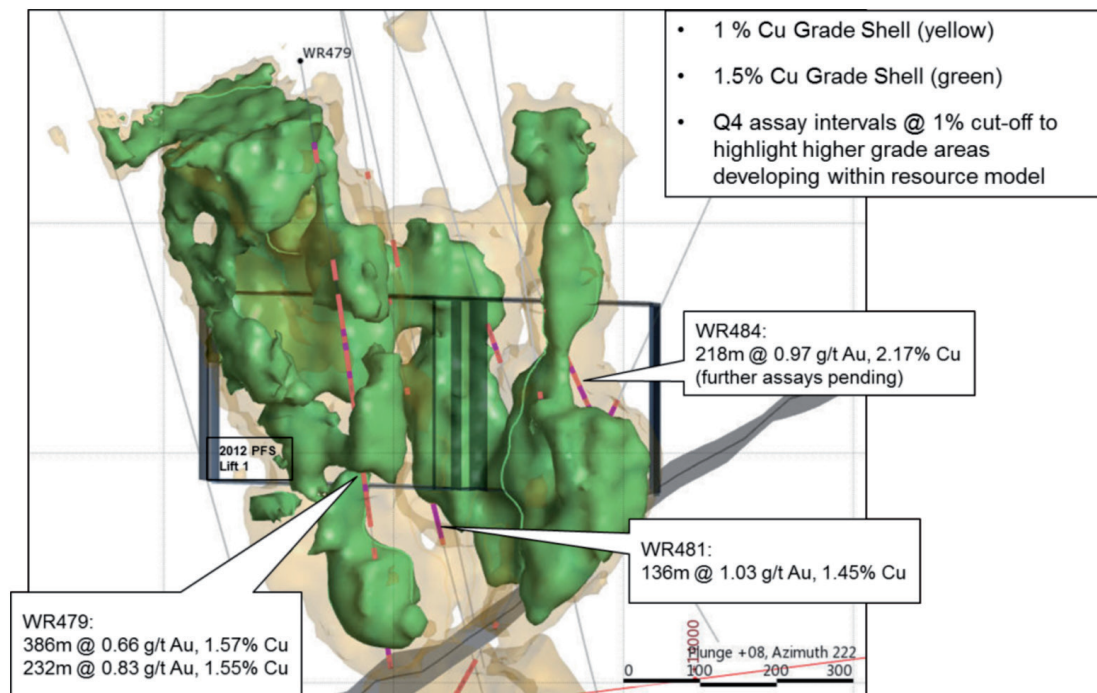 • 1 % Cu Grade Shell (yellow)
• 1.5% Cu Grade Shell (green)
• Q4 assay intervals @ 1% cut-off to
highlight higher grade areas
developing within resource model
WR479
WR484:
218m @ 0.97 g/t Au, 2.17% Cu
(further assays pending)
2012 PFS
Lift 1
WR481:
136m @ 1.03 g/t Au, 1.45% Cu
WR479:
386m @ 0.66 g/t Au, 1.57% Cu
232m @ 0.83 g/t Au, 1.55% Cu
Plunge +08, Azimuth 222
0 100 200 300